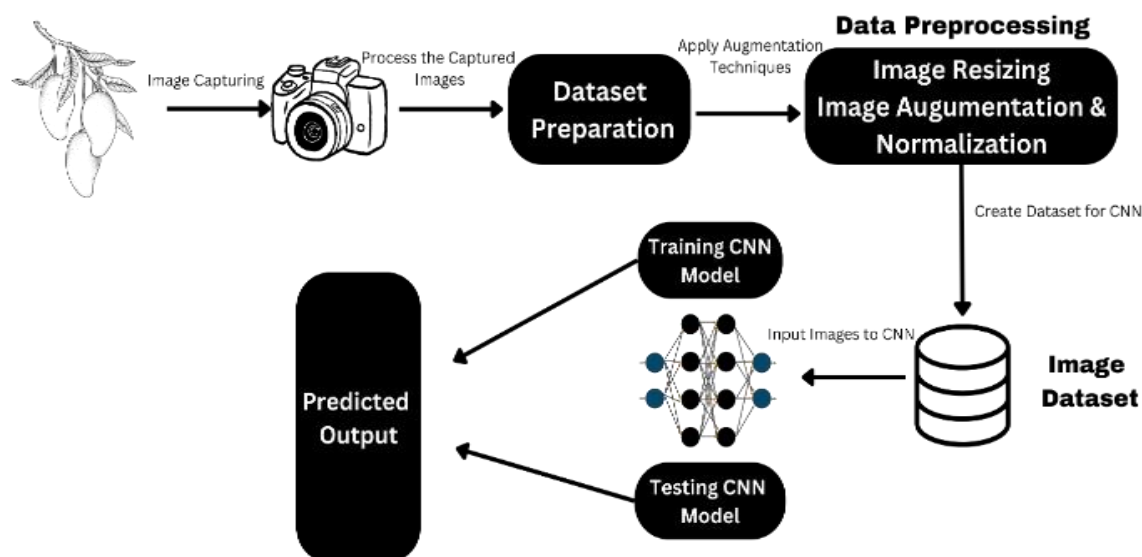 Data Preprocessing
Image Capturing
Process the Captured
Images
Dataset
Preparation
Apply Augmentation
Techniques
Image Resizing
Image Augumentation &
Normalization
Create Dataset for CNN
Image
Dataset
Input Images to CNN
Training CNN
Model
Testing CNN
Model
Predicted
Output